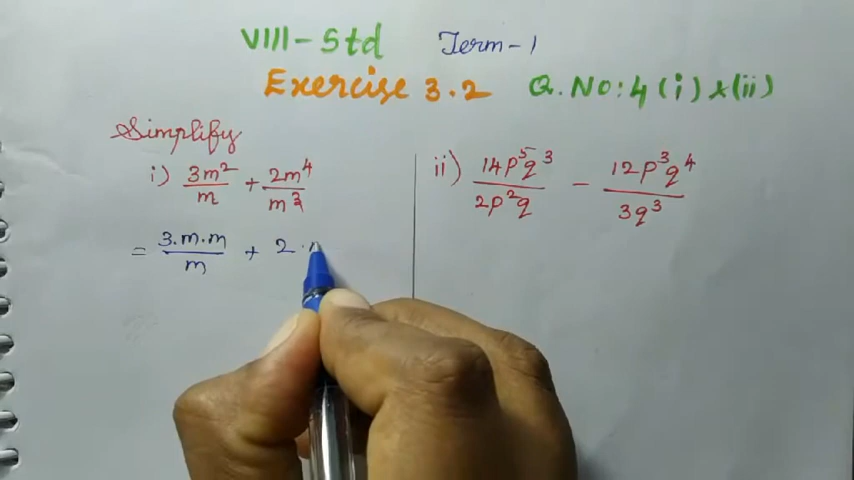 VIII-Std Term-1
Exercise 3.2 Q.No:4 (i) & (ii)
Simplify
i) 3m²/m + 2m⁴/m³
= 3.m.m/m + 2.
ii) 14p⁵q³/2p²q − 12p³q⁴/3q³